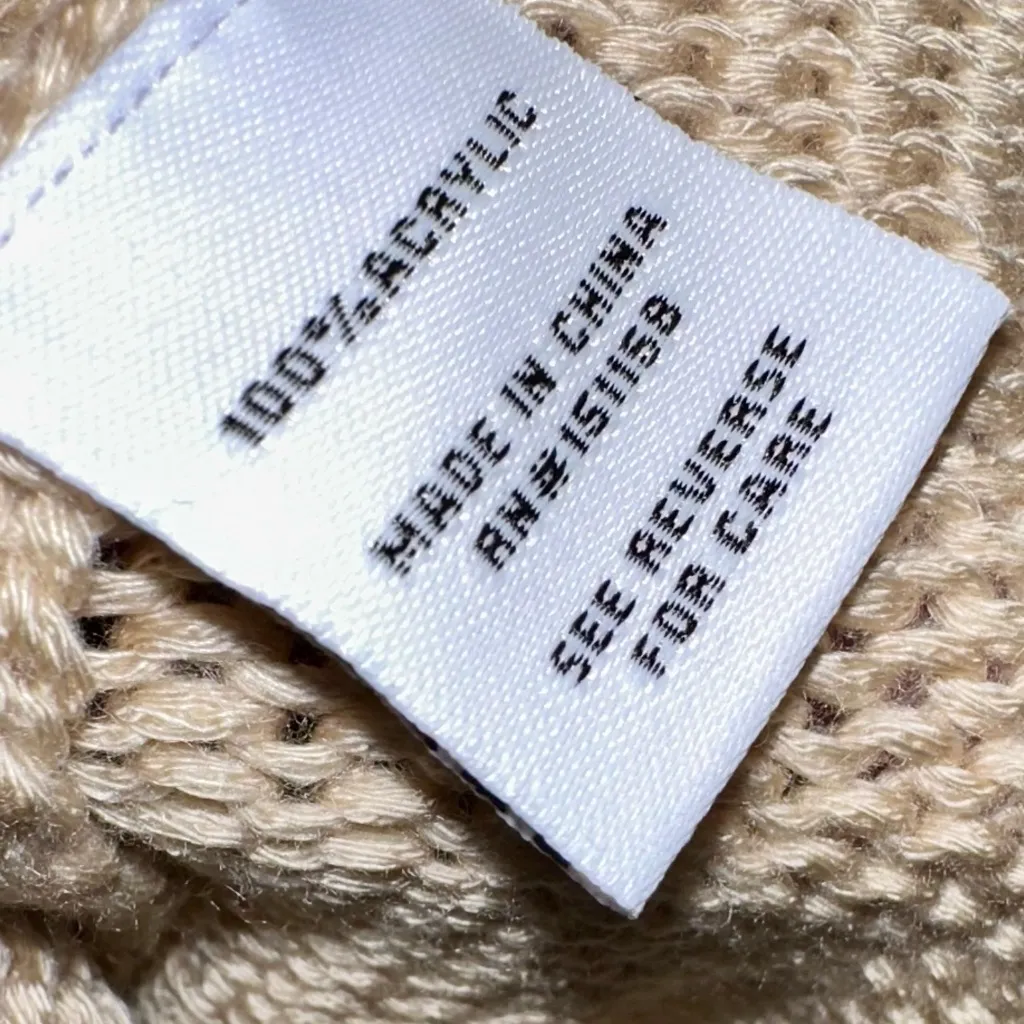 100%ACRYLIC
MADE IN CHINA
RN#151158
SEE REVERSE
FOR CARE